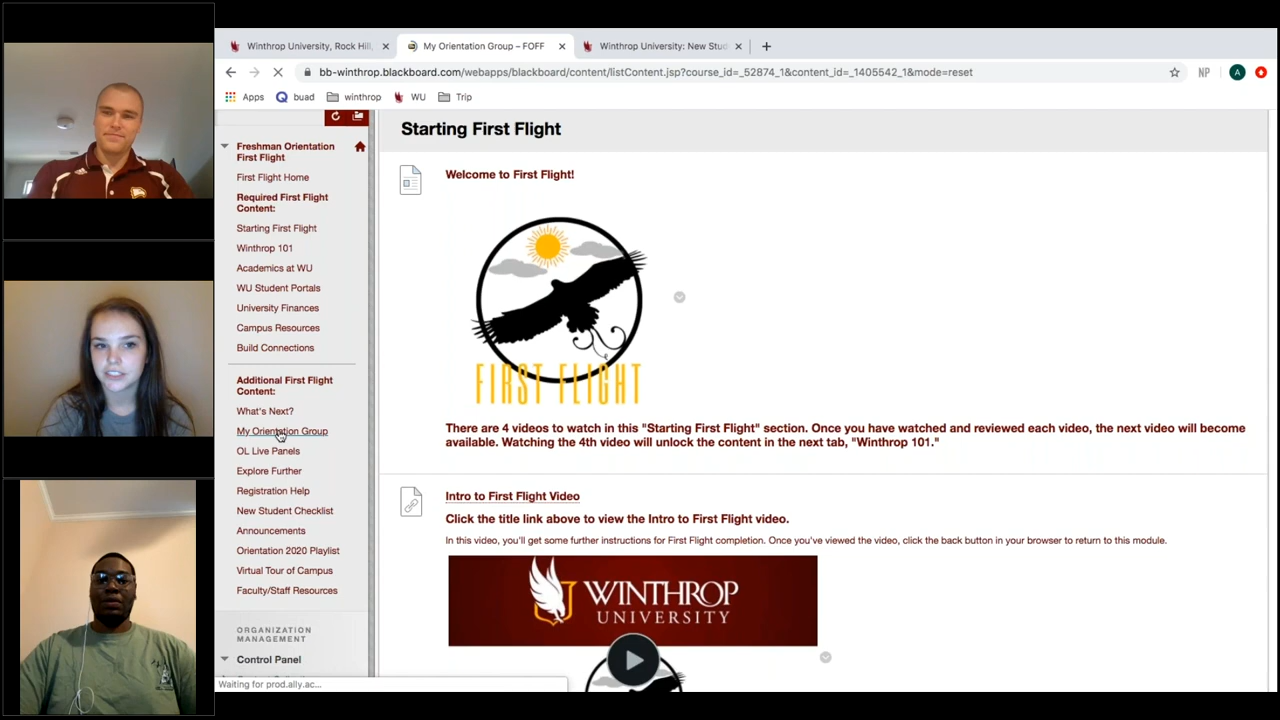 Winthrop University, Rock Hill,
My Orientation Group – FOFF
Winthrop University: New Stud
bb-winthrop.blackboard.com/webapps/blackboard/content/listContent.jsp?course_id=_52874_1&content_id=_1405542_1&mode=reset
NP
A
Apps
buad
winthrop
WU
Trip
Freshman Orientation
First Flight
First Flight Home
Required First Flight
Content:
Starting First Flight
Winthrop 101
Academics at WU
WU Student Portals
University Finances
Campus Resources
Build Connections
Additional First Flight
Content:
What's Next?
My Orientation Group
OL Live Panels
Explore Further
Registration Help
New Student Checklist
Announcements
Orientation 2020 Playlist
Virtual Tour of Campus
Faculty/Staff Resources
ORGANIZATION
MANAGEMENT
Control Panel
Waiting for prod.ally.ac...
Starting First Flight
Welcome to First Flight!
FIRST FLIGHT
There are 4 videos to watch in this "Starting First Flight" section. Once you have watched and reviewed each video, the next video will become
available. Watching the 4th video will unlock the content in the next tab, "Winthrop 101."
Intro to First Flight Video
Click the title link above to view the Intro to First Flight video.
In this video, you'll get some further instructions for First Flight completion. Once you've viewed the video, click the back button in your browser to return to this module.
WINTHROP
UNIVERSITY